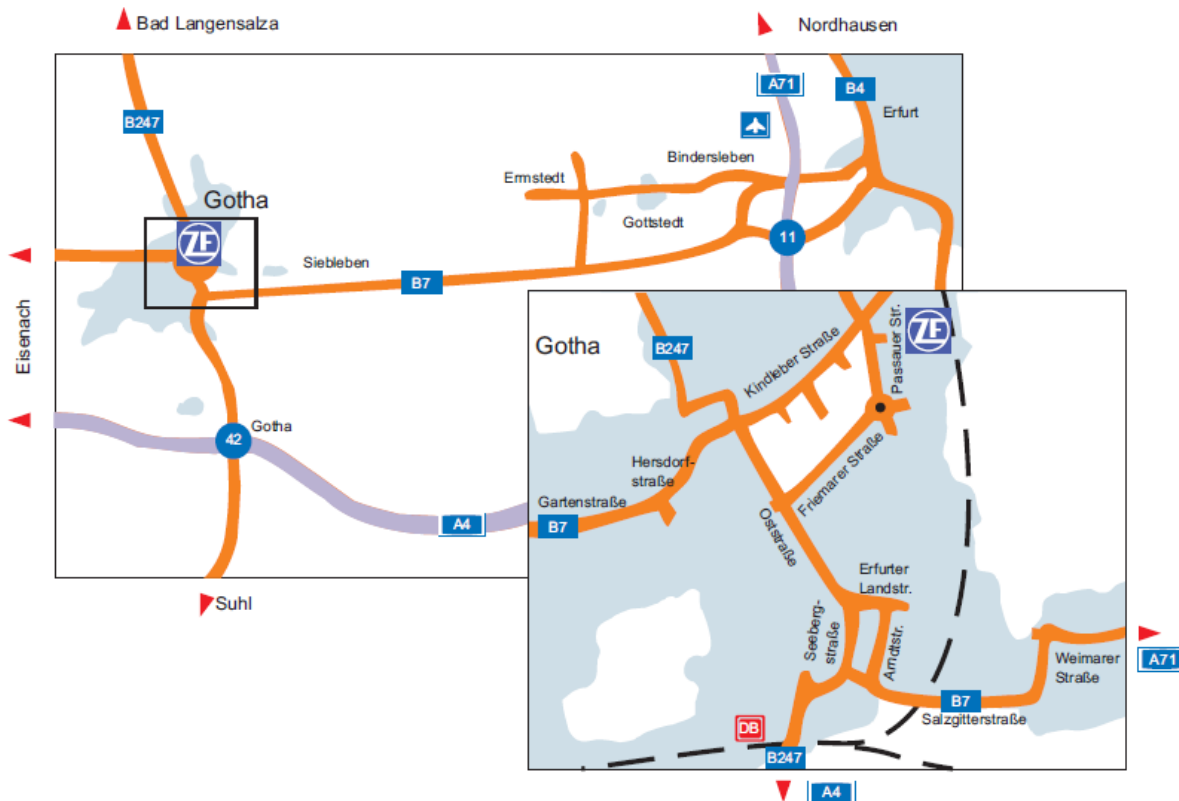 Bad Langensalza
Nordhausen
A71
B4
B247
Erfurt
Bindersleben
Ermstedt
Gotha
ZF
Gottstedt
11
Siebleben
B7
Eisenach
42
Gotha
A4
Suhl
Gotha
B247
Kindleber Straße
Passauer Str.
ZF
Hersdorf-
straße
Friemarer Straße
Gartenstraße
B7
Oststraße
Erfurter
Landstr.
Seeberg-
straße
Arndtstr.
Weimarer
Straße
A71
B7
Salzgitterstraße
DB
B247
A4